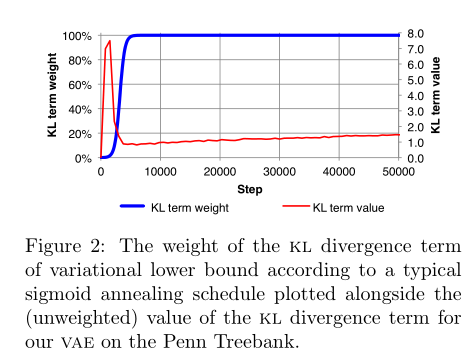 100%
80%
60%
40%
20%
0%
KL term weight
8.0
7.0
6.0
5.0
4.0
3.0
2.0
1.0
0.0
KL term value
0 10000 20000 30000 40000 50000
Step
KL term weight KL term value
Figure 2: The weight of the KL divergence term
of variational lower bound according to a typical
sigmoid annealing schedule plotted alongside the
(unweighted) value of the KL divergence term for
our VAE on the Penn Treebank.